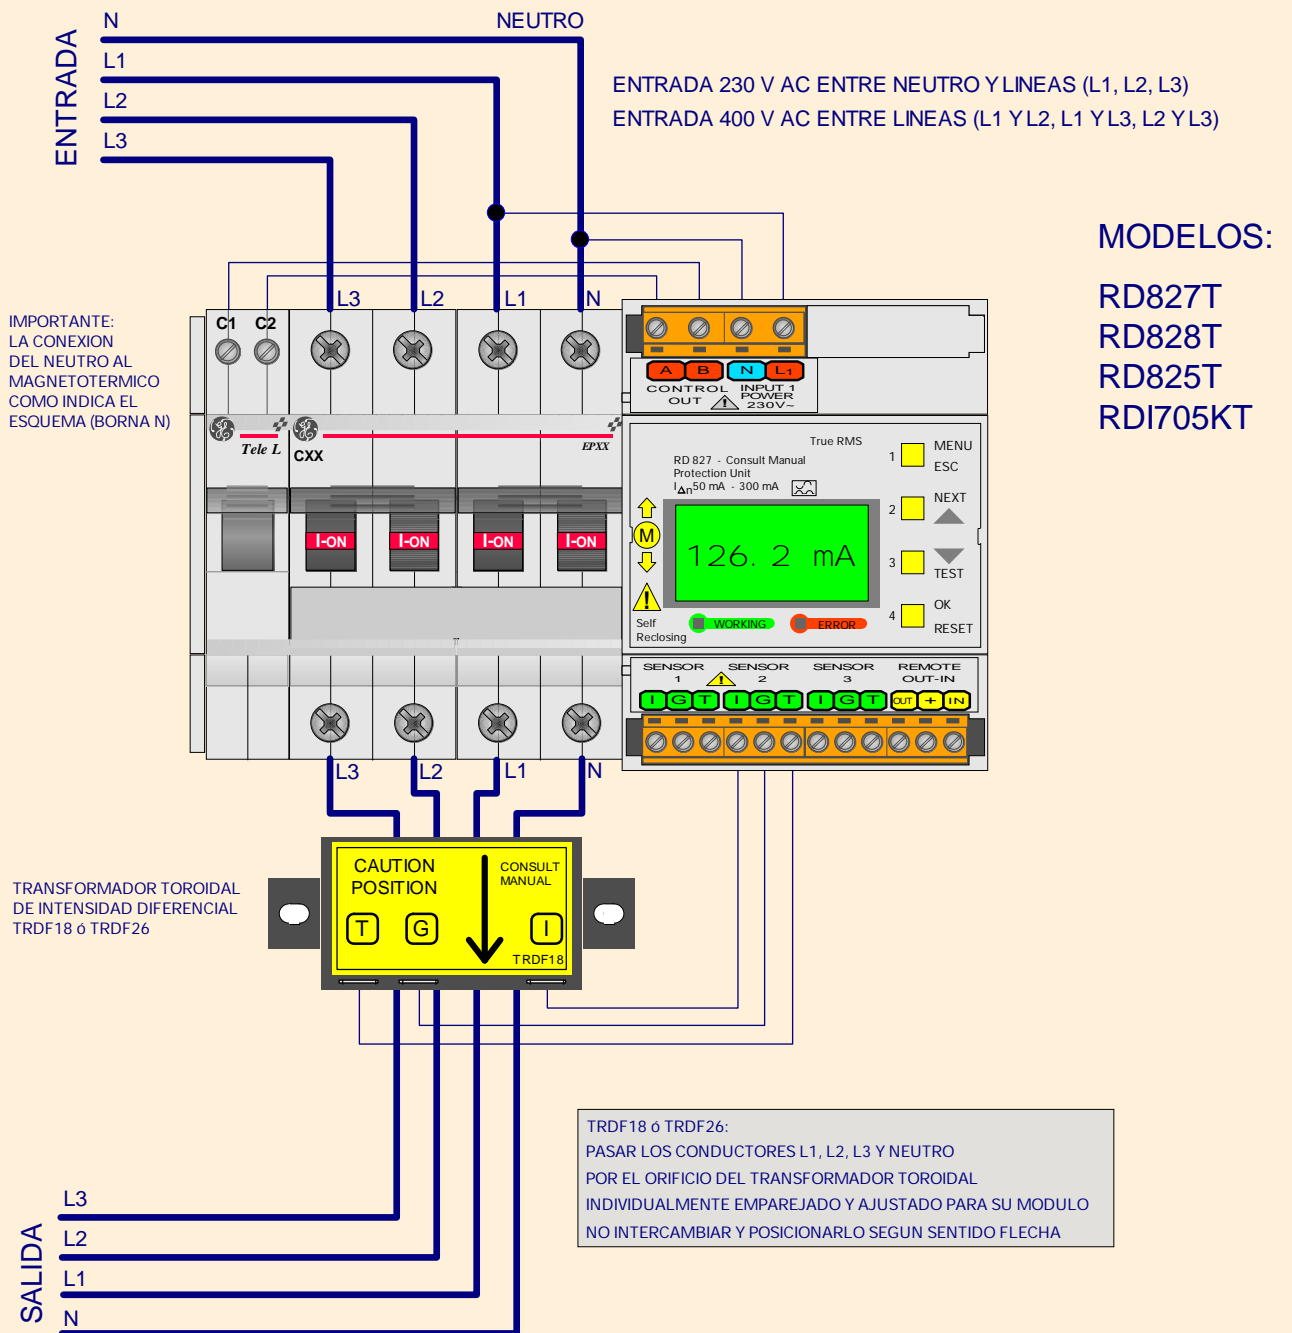 N
NEUTRO
L1
L2
L3
ENTRADA
ENTRADA 230 V AC ENTRE NEUTRO Y LINEAS (L1, L2, L3)
ENTRADA 400 V AC ENTRE LINEAS (L1 Y L2, L1 Y L3, L2 Y L3)
MODELOS:
RD827T
RD828T
RD825T
RDI705KT
IMPORTANTE:
LA CONEXION
DEL NEUTRO AL
MAGNETOTERMICO
COMO INDICA EL
ESQUEMA (BORNA N)
L3 L2 L1 N
C1 C2
Tele L
CXX
EPXX
I-ON I-ON I-ON I-ON
A B N L1
CONTROL OUT
INPUT 1
POWER
230V~
True RMS
RD 827 - Consult Manual
Protection Unit
I△n50 mA - 300 mA
M
126.2 mA
Self
Reclosing
WORKING
ERROR
1 MENU
ESC
2 NEXT
3 TEST
4 OK
RESET
SENSOR 1
SENSOR 2
SENSOR 3
REMOTE
OUT-IN
I G T I G T I G T OUT + IN
L3 L2 L1 N
TRANSFORMADOR TOROIDAL
DE INTENSIDAD DIFERENCIAL
TRDF18 ó TRDF26
CAUTION
POSITION
CONSULT
MANUAL
T G I
TRDF18
TRDF18 ó TRDF26:
PASAR LOS CONDUCTORES L1, L2, L3 Y NEUTRO
POR EL ORIFICIO DEL TRANSFORMADOR TOROIDAL
INDIVIDUALMENTE EMPAREJADO Y AJUSTADO PARA SU MODULO
NO INTERCAMBIAR Y POSICIONARLO SEGUN SENTIDO FLECHA
SALIDA
L3
L2
L1
N